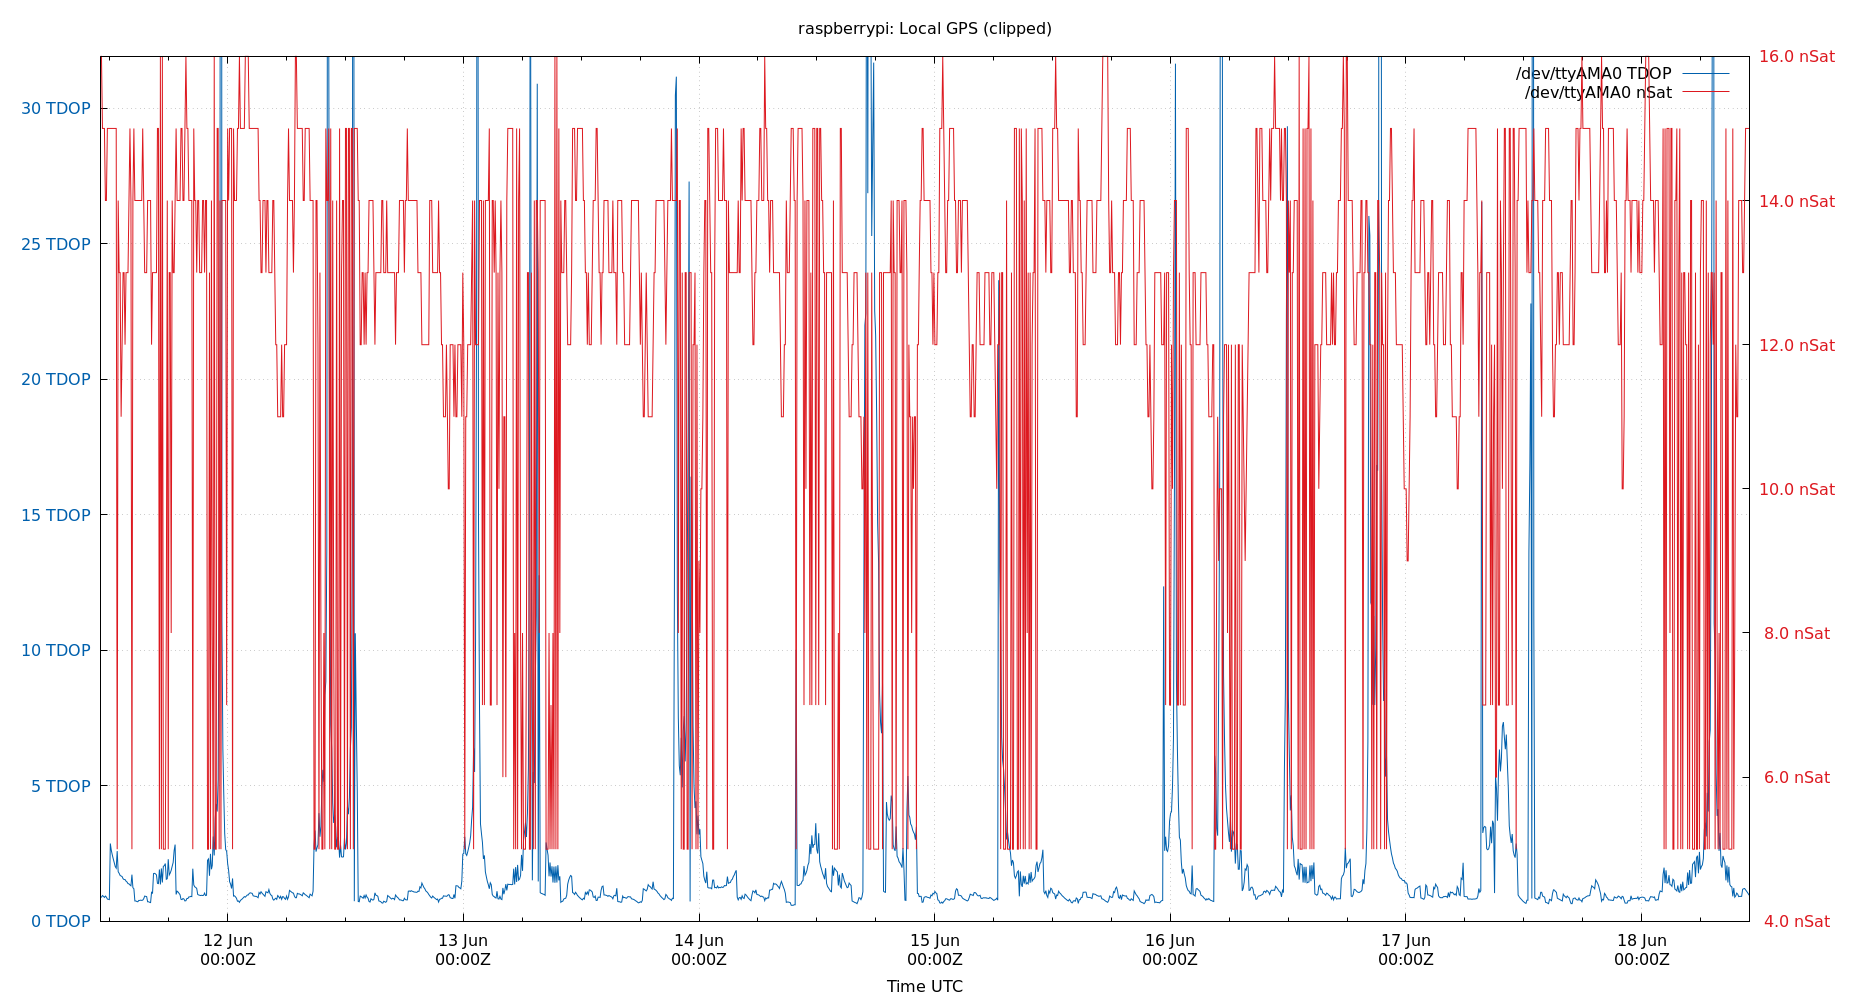 raspberrypi: Local GPS (clipped)
/dev/ttyAMA0 TDOP
/dev/ttyAMA0 nSat
30 TDOP
25 TDOP
20 TDOP
15 TDOP
10 TDOP
5 TDOP
0 TDOP
16.0 nSat
14.0 nSat
12.0 nSat
10.0 nSat
8.0 nSat
6.0 nSat
4.0 nSat
12 Jun
00:00Z
13 Jun
00:00Z
14 Jun
00:00Z
15 Jun
00:00Z
16 Jun
00:00Z
17 Jun
00:00Z
18 Jun
00:00Z
Time UTC